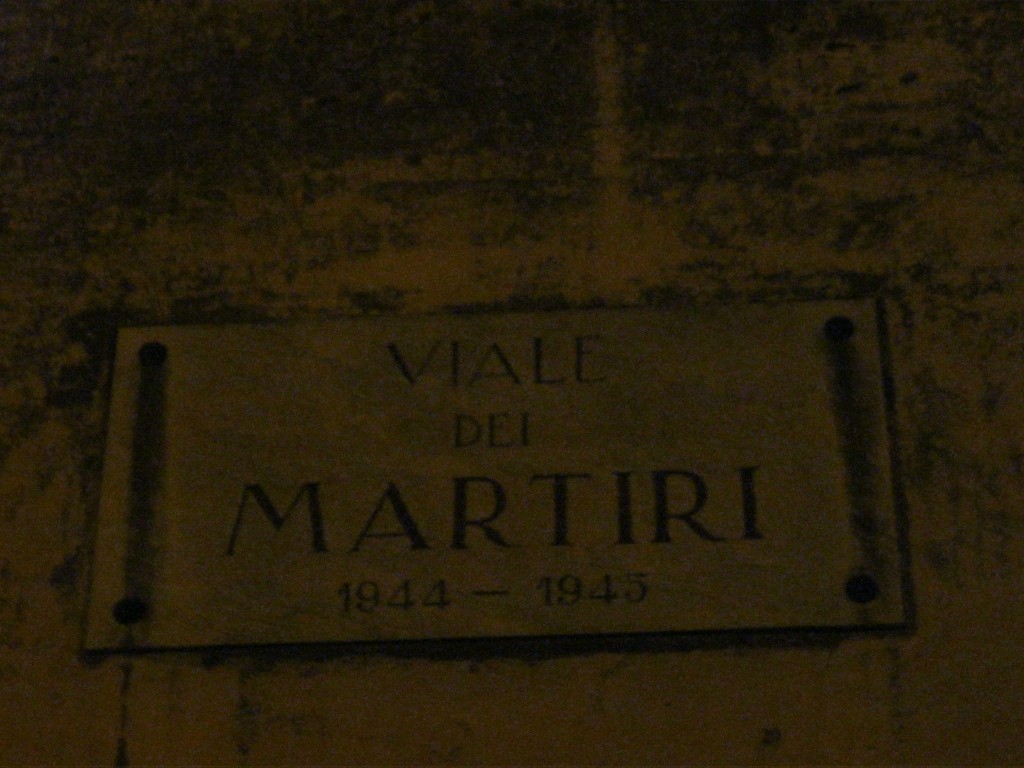 VIALE
DEI
MARTIRI
1944 - 1945